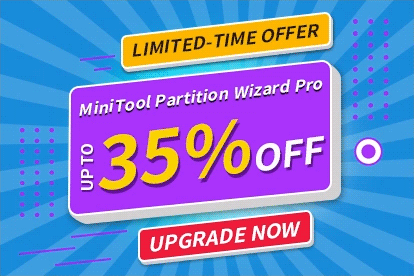 LIMITED-TIME OFFER
MiniTool Partition Wizard Pro
UP TO 35% OFF
UPGRADE NOW